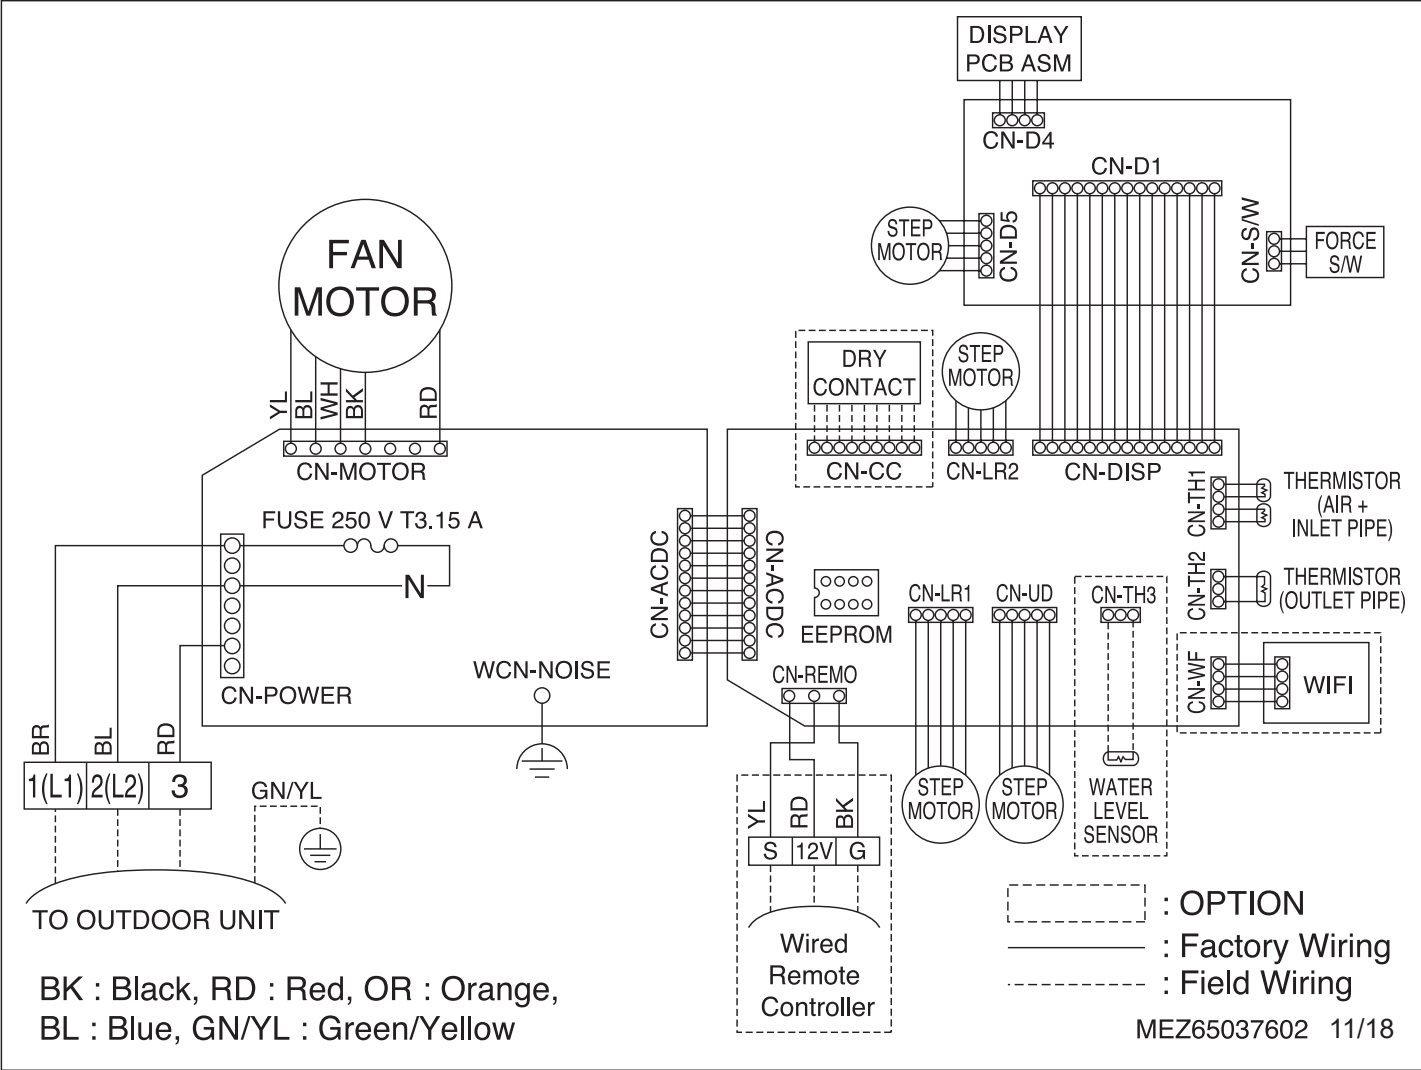 DISPLAY
PCB ASM
CN-D4
CN-D1
STEP
MOTOR
CN-D5
CN-S/W
FORCE
S/W
FAN
MOTOR
YL
BL
WH
BK
RD
CN-MOTOR
DRY
CONTACT
CN-CC
STEP
MOTOR
CN-LR2
CN-DISP
CN-TH1
THERMISTOR
(AIR +
INLET PIPE)
FUSE 250 V T3.15 A
N
CN-ACDC
CN-ACDC
EEPROM
CN-LR1
CN-UD
CN-TH3
CN-TH2
THERMISTOR
(OUTLET PIPE)
CN-POWER
WCN-NOISE
CN-REMO
CN-WF
WIFI
BR
BL
RD
1(L1)
2(L2)
3
GN/YL
TO OUTDOOR UNIT
YL
RD
BK
S
12V
G
Wired
Remote
Controller
STEP
MOTOR
STEP
MOTOR
WATER
LEVEL
SENSOR
: OPTION
: Factory Wiring
: Field Wiring
BK : Black, RD : Red, OR : Orange,
BL : Blue, GN/YL : Green/Yellow
MEZ65037602 11/18